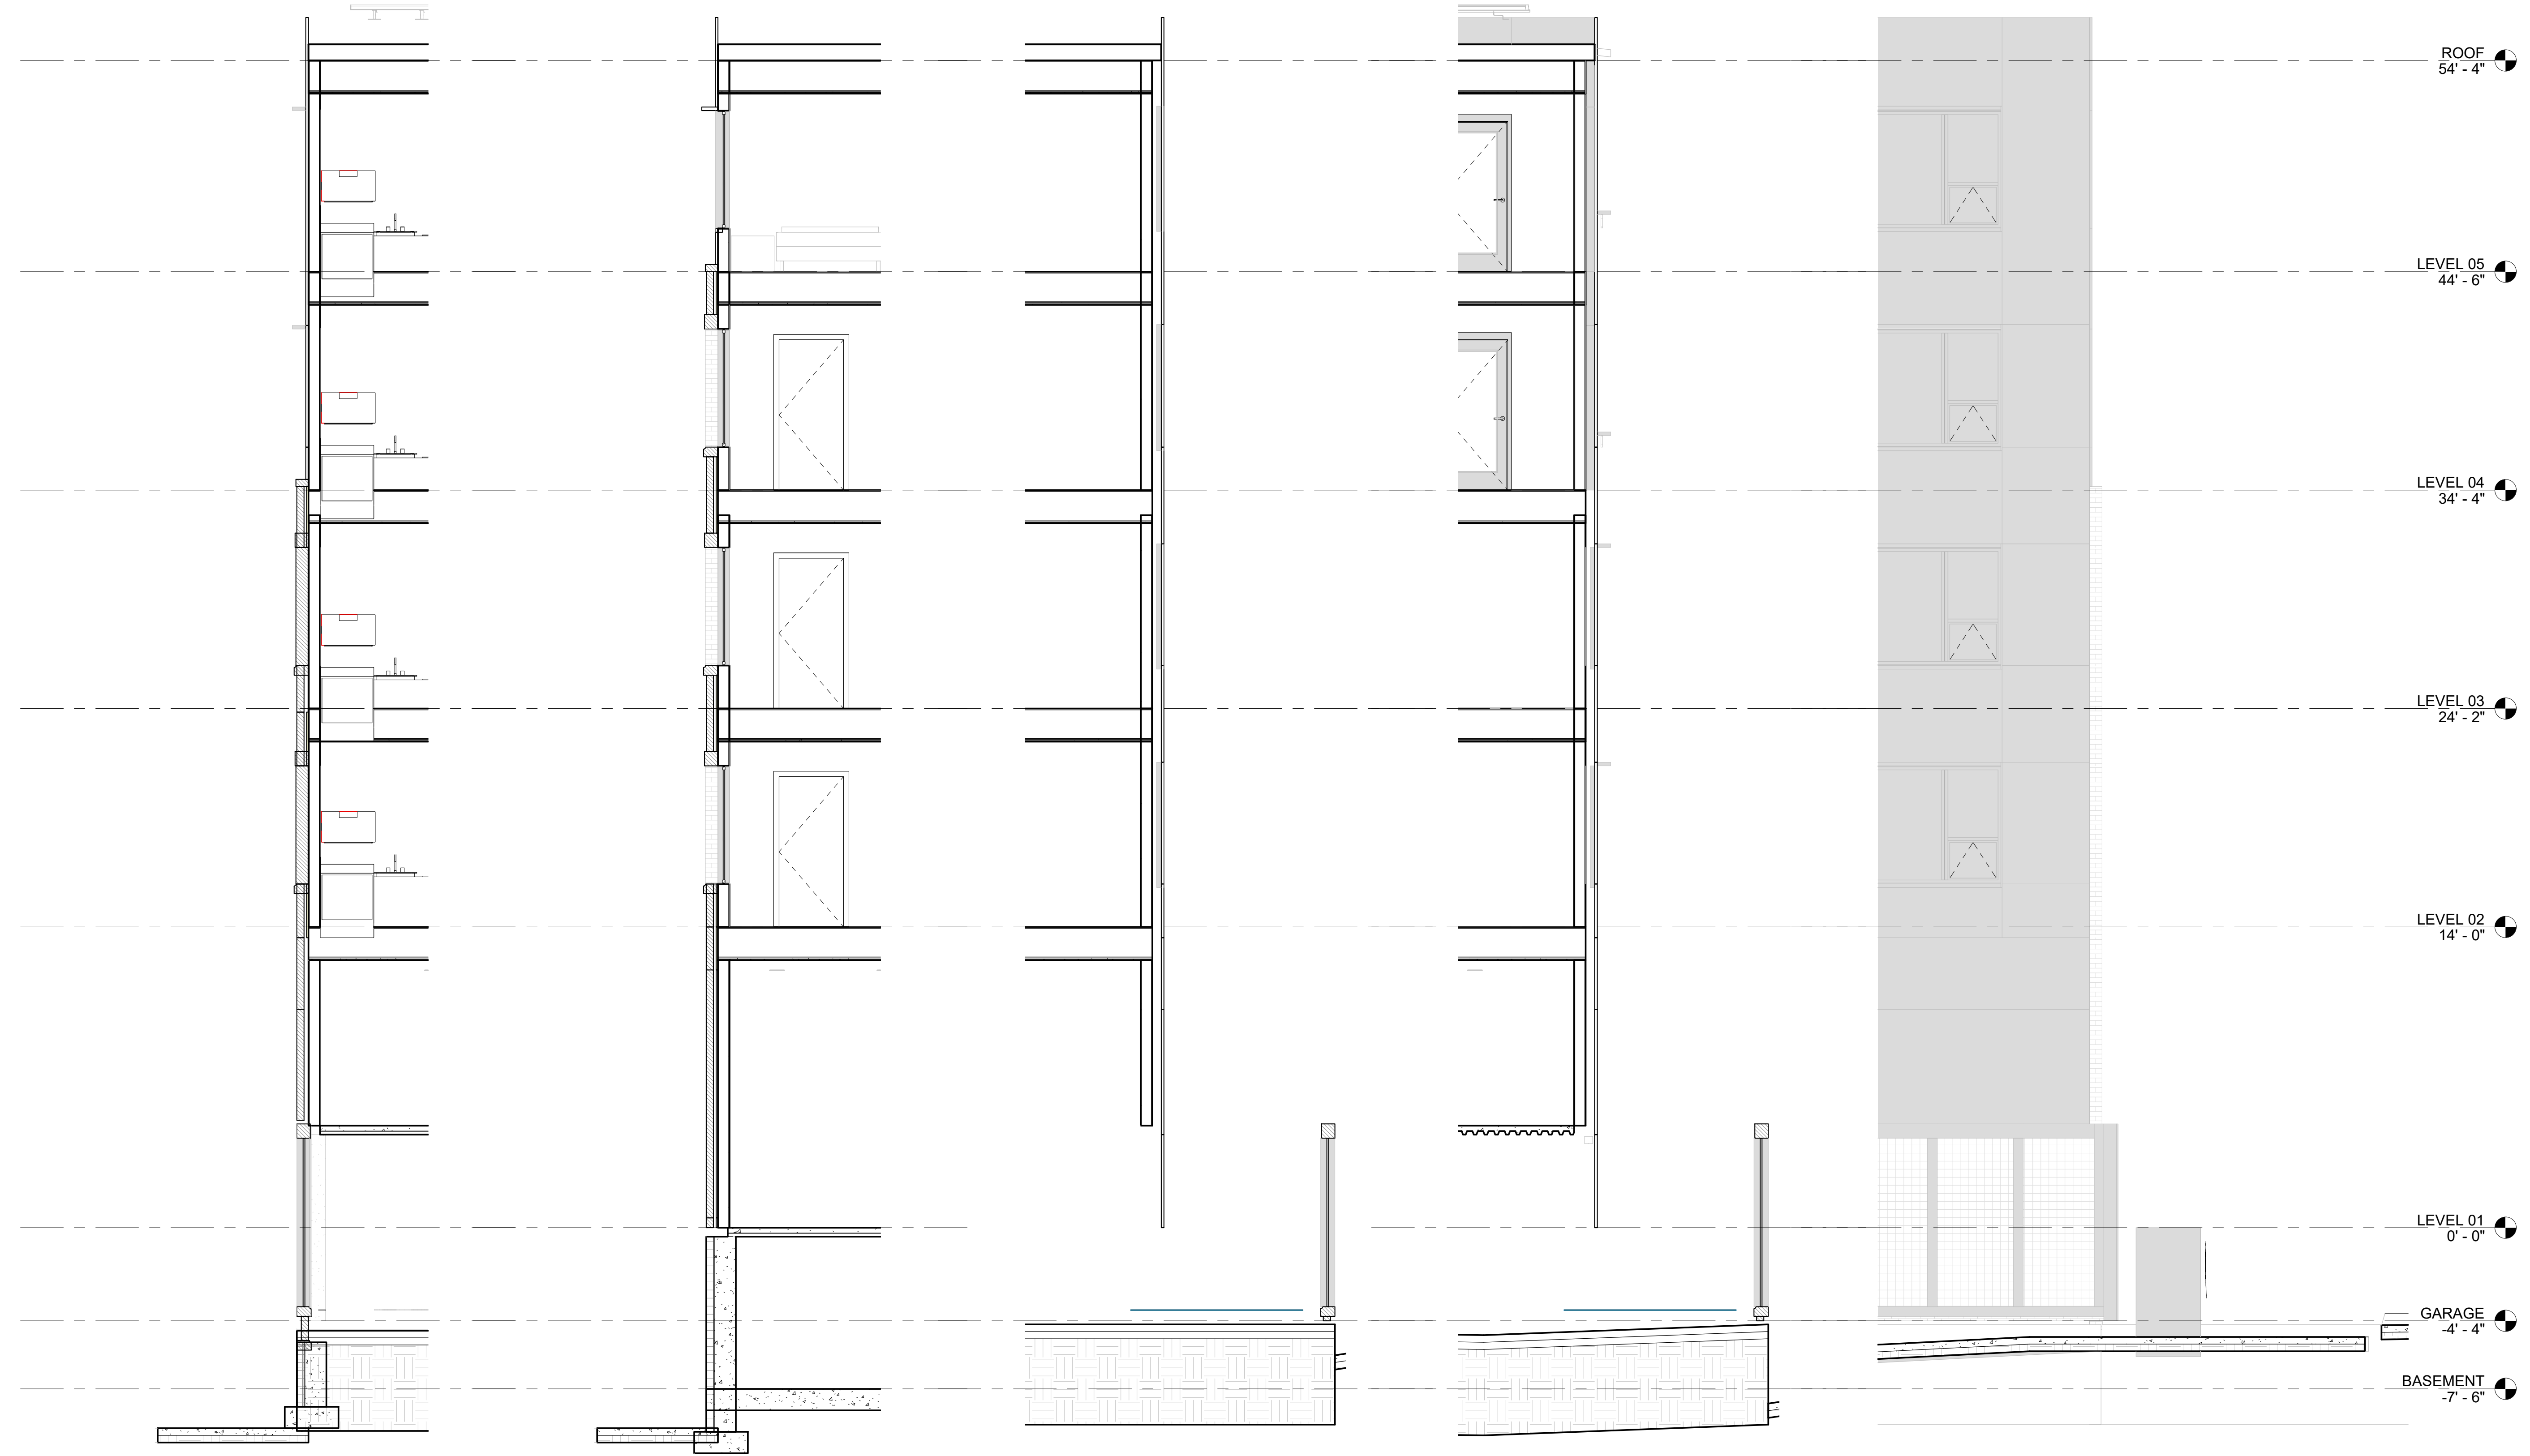 ROOF
54' - 4"
LEVEL 05
44' - 6"
LEVEL 04
34' - 4"
LEVEL 03
24' - 2"
LEVEL 02
14' - 0"
LEVEL 01
0' - 0"
GARAGE
-4' - 4"
BASEMENT
-7' - 6"